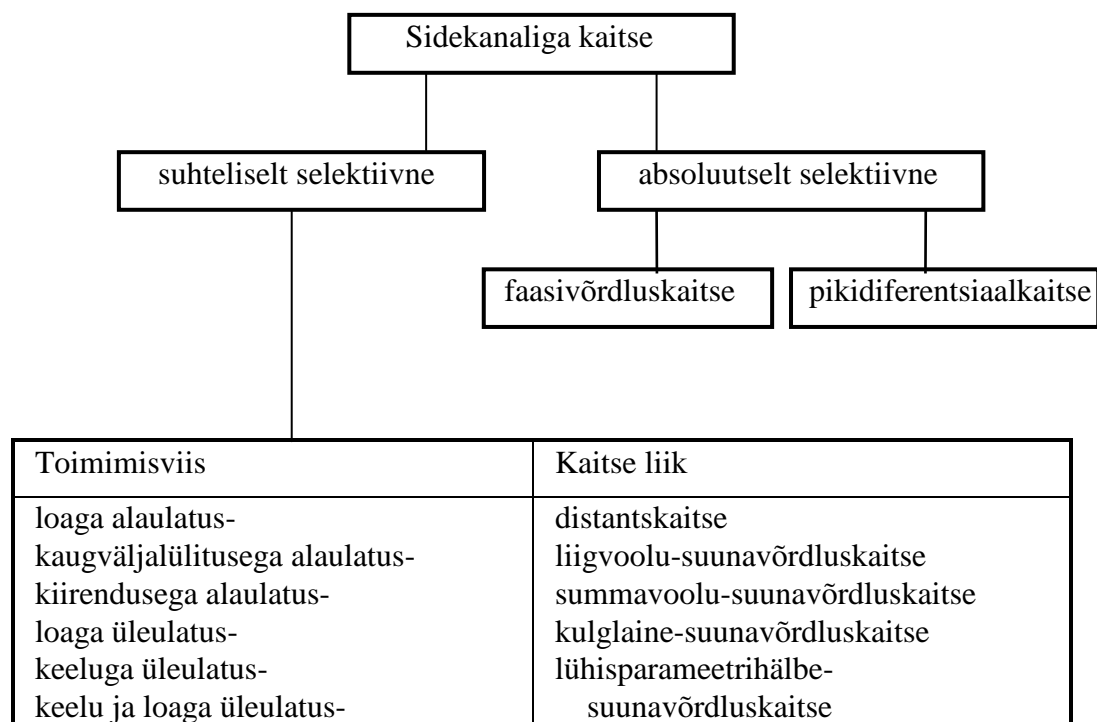 Sidekanaliga kaitse
suhteliselt selektiivne
absoluutselt selektiivne
faasivõrdluskaitse
pikidiferentsiaalkaitse
Toimimisviis
Kaitse liik
loaga alaulatus-
kaugväljalülitusega alaulatus-
kiirendusega alaulatus-
loaga üleulatus-
keeluga üleulatus-
keelu ja loaga üleulatus-
distantskaitse
liigvoolu-suunavõrdluskaitse
summavoolu-suunavõrdluskaitse
kulglaine-suunavõrdluskaitse
lühisparameetrihälbe-
suunavõrdluskaitse